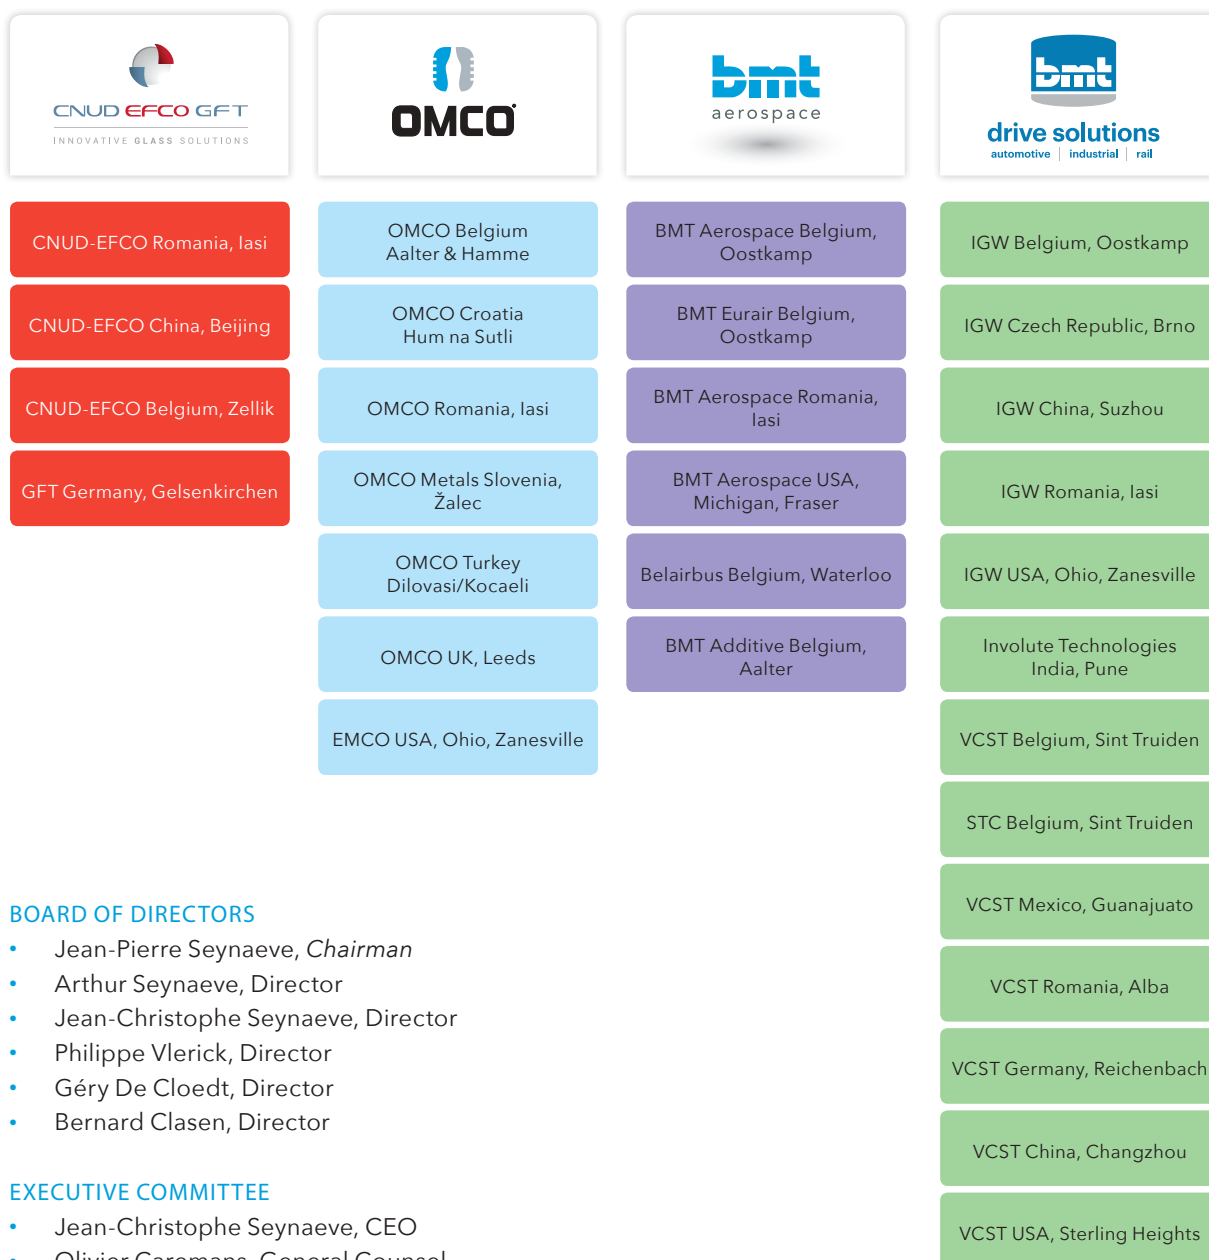 CNUD EFCO GFT
INNOVATIVE GLASS SOLUTIONS
OMCO
bmt
aerospace
bmt
drive solutions
automotive | industrial | rail
CNUD-EFCO Romania, Iasi
CNUD-EFCO China, Beijing
CNUD-EFCO Belgium, Zellik
GFT Germany, Gelsenkirchen
OMCO Belgium
Aalter & Hamme
OMCO Croatia
Hum na Sutli
OMCO Romania, Iasi
OMCO Metals Slovenia,
Žalec
OMCO Turkey
Dilovasi/Kocaeli
OMCO UK, Leeds
EMCO USA, Ohio, Zanesville
BMT Aerospace Belgium,
Oostkamp
BMT Eurair Belgium,
Oostkamp
BMT Aerospace Romania,
Iasi
BMT Aerospace USA,
Michigan, Fraser
Belairbus Belgium, Waterloo
BMT Additive Belgium,
Aalter
IGW Belgium, Oostkamp
IGW Czech Republic, Brno
IGW China, Suzhou
IGW Romania, Iasi
IGW USA, Ohio, Zanesville
Involute Technologies
India, Pune
VCST Belgium, Sint Truiden
STC Belgium, Sint Truiden
VCST Mexico, Guanajuato
VCST Romania, Alba
VCST Germany, Reichenbach
VCST China, Changzhou
VCST USA, Sterling Heights
BOARD OF DIRECTORS
• Jean-Pierre Seynaeve, Chairman
• Arthur Seynaeve, Director
• Jean-Christophe Seynaeve, Director
• Philippe Vlerick, Director
• Géry De Cloedt, Director
• Bernard Clasen, Director
EXECUTIVE COMMITTEE
• Jean-Christophe Seynaeve, CEO
• Olivier Caremans, General Counsel